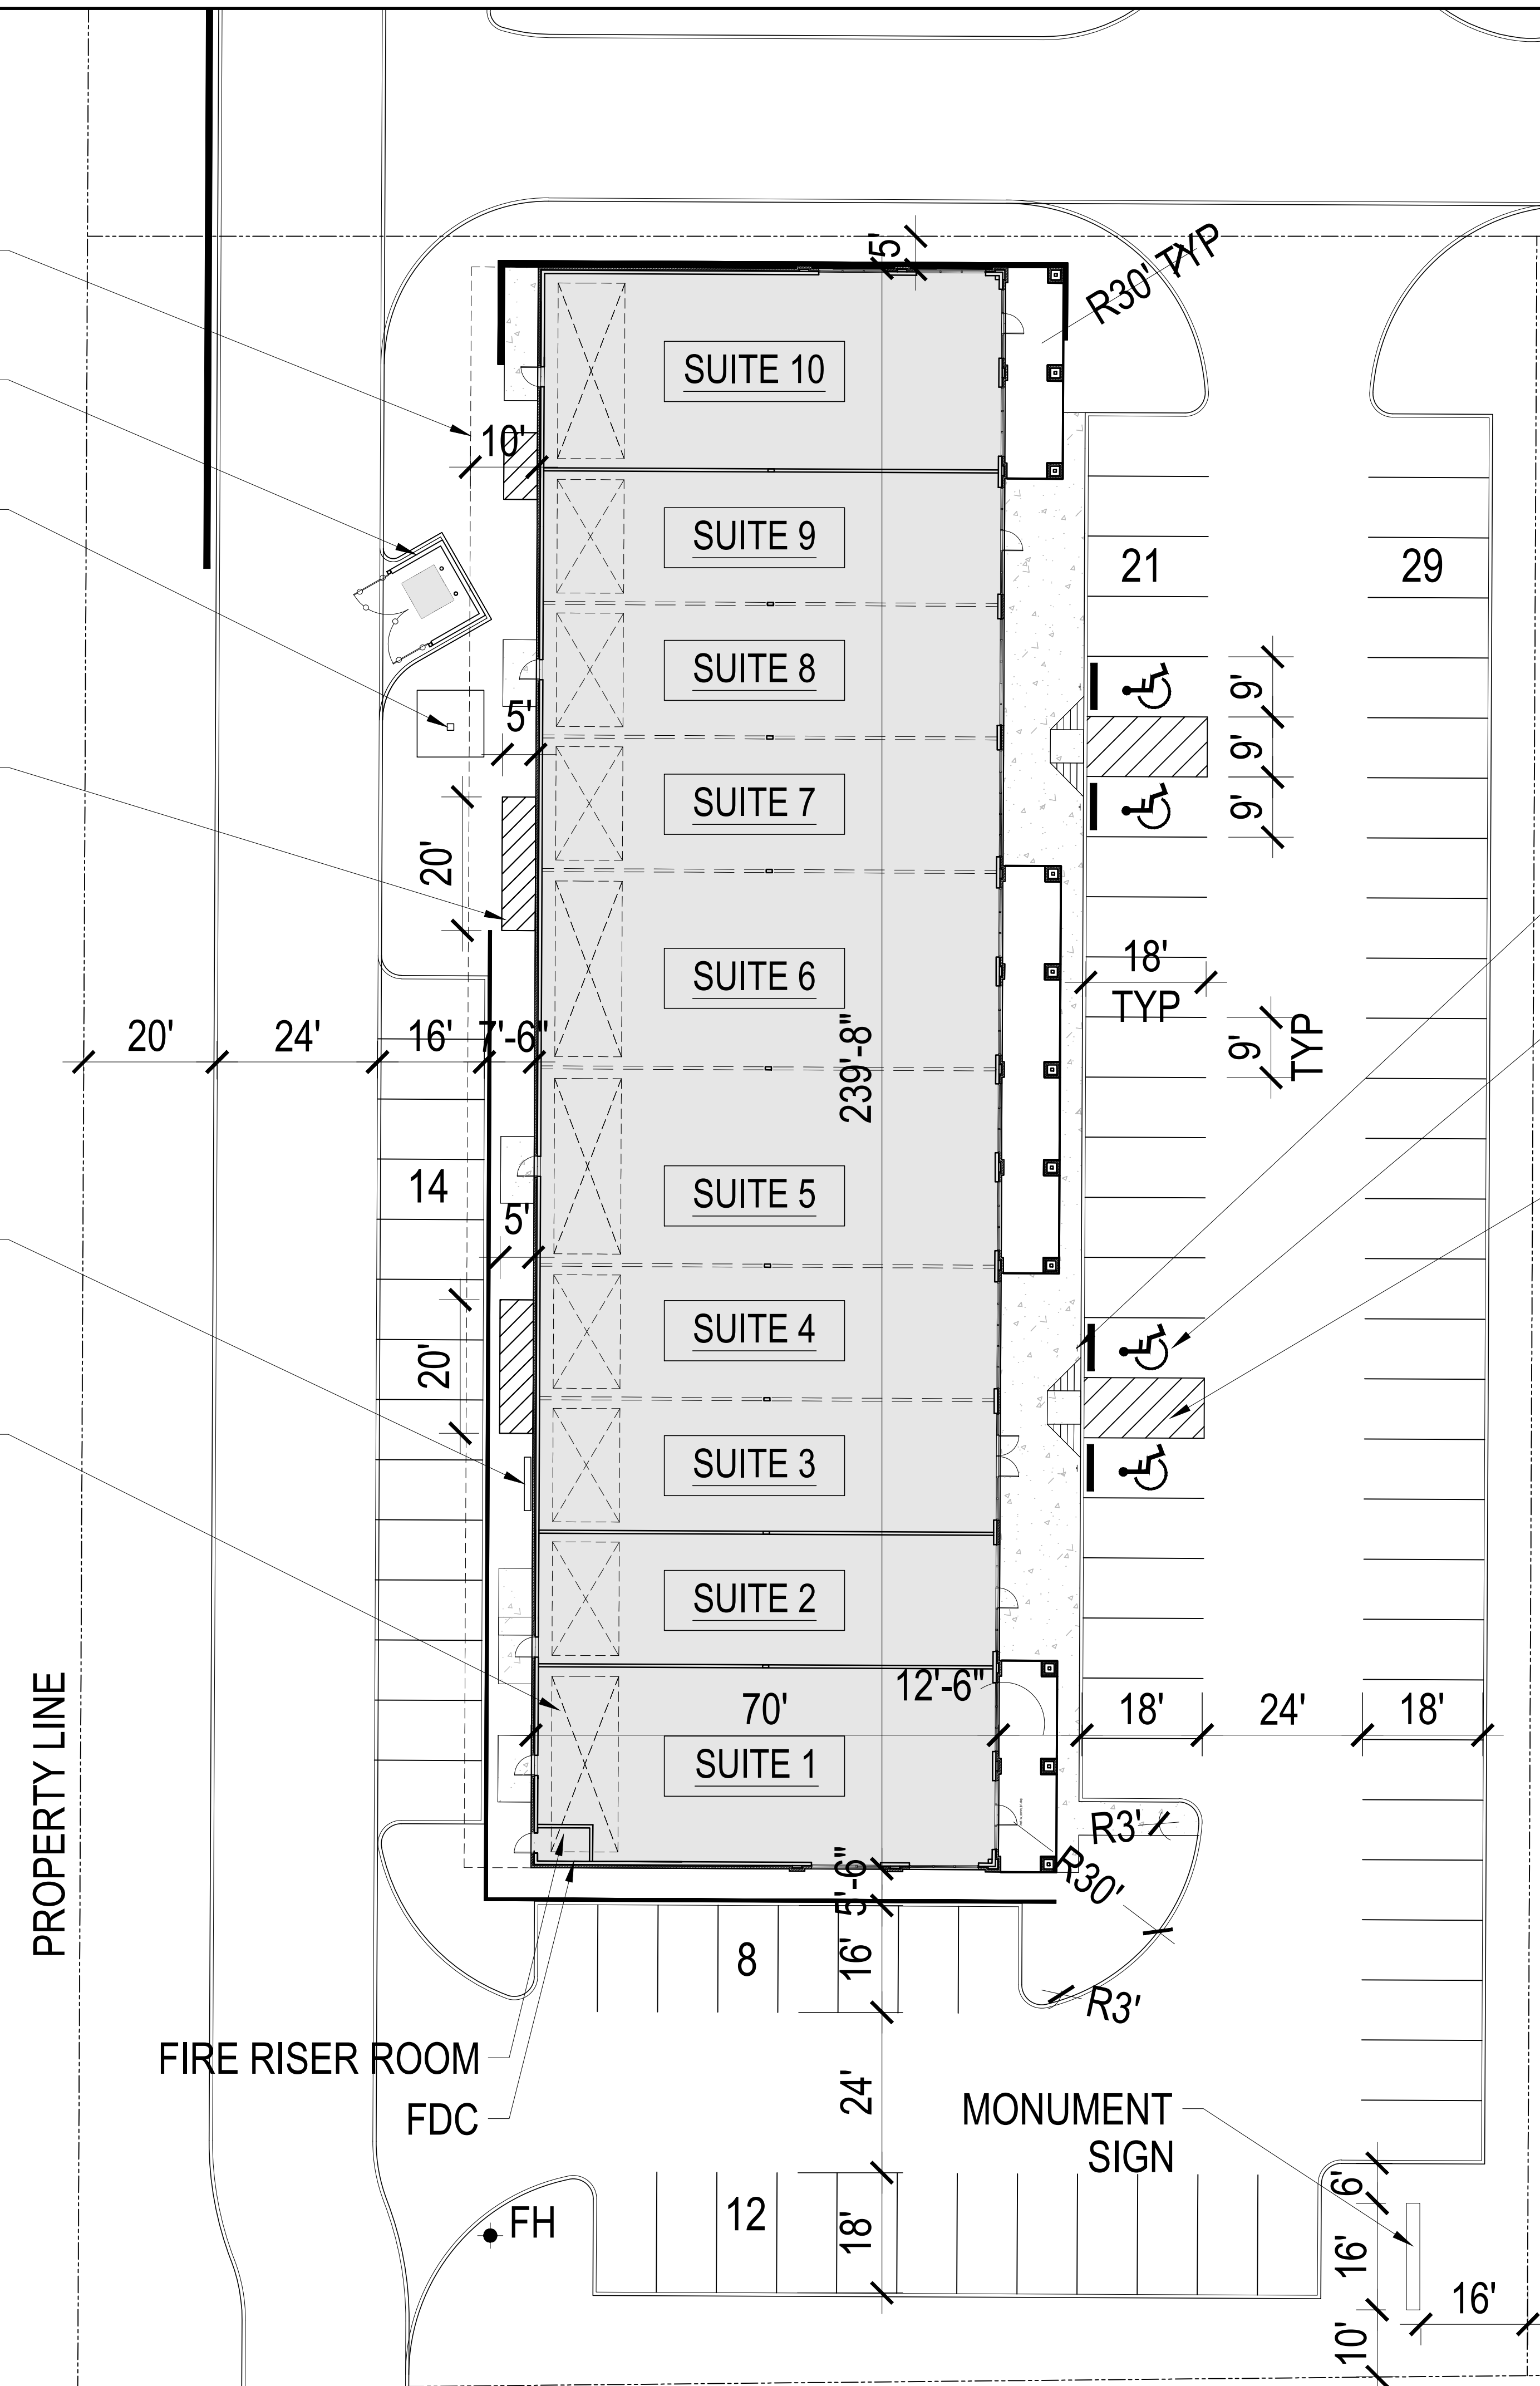 5'
R30' TYP
SUITE 10
10'
SUITE 9
21
29
SUITE 8
9'
5'
9'
SUITE 7
9'
20'
18'
TYP
SUITE 6
20'
24'
16'
7'-6"
239'-8"
9'
TYP
14
SUITE 5
5'
SUITE 4
20'
SUITE 3
SUITE 2
12'-6"
70'
18'
24'
18'
PROPERTY LINE
SUITE 1
R3'
R30'
5'-6"
8
16'
R3'
FIRE RISER ROOM
FDC
24'
MONUMENT
SIGN
6'
FH
12
18'
16'
16'
10'